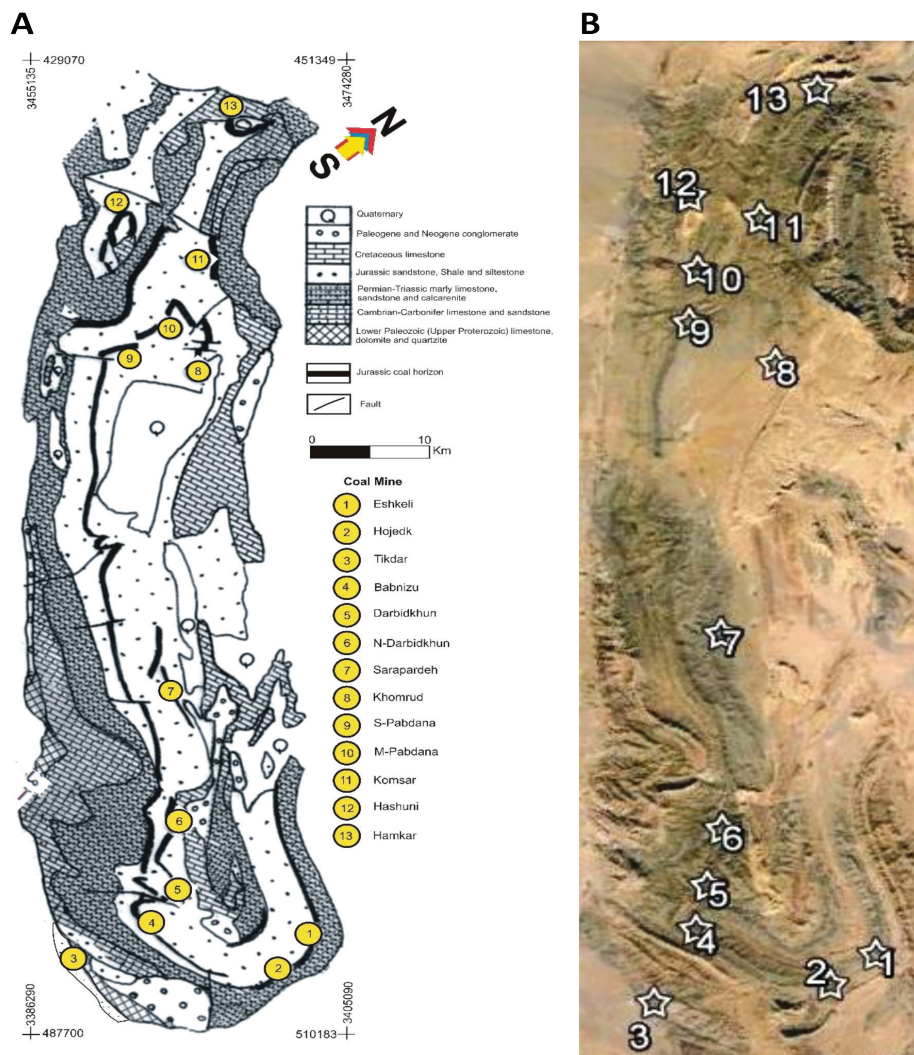 A
B
429070
451349
3455135
3474280
N
S
Quaternary
Paleogene and Neogene conglomerate
Cretaceous limestone
Jurassic sandstone, Shale and siltestone
Permian-Triassic marly limestone,
sandstone and calcarenite
Cambrian-Carbonifer limestone and sandstone
Lower Paleozoic (Upper Proterozoic) limestone,
dolomite and quartzite
Jurassic coal horizon
Fault
0 10
Km
Coal Mine
1 Eshkeli
2 Hojedk
3 Tikdar
4 Babnizu
5 Darbidkhun
6 N-Darbidkhun
7 Sarapardeh
8 Khomrud
9 S-Pabdana
10 M-Pabdana
11 Komsar
12 Hashuni
13 Hamkar
13
12
11
10
9
8
Q
7
Q
Q
Q
6
5
4
3
2
1
3386290
3405090
487700
510183
13
12
11
10
9
8
7
6
5
4
3
2
1